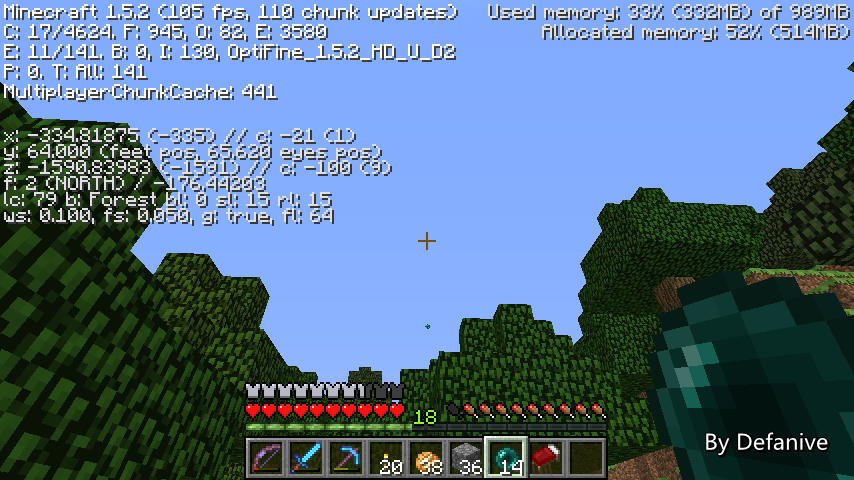 Minecraft 1.5.2 (105 fps, 110 chunk updates)
Used memory: 33% (332MB) of 989MB
C: 17/4624, F: 945, O: 82, E: 3580
Allocated memory: 52% (514MB)
E: 11/141, B: 0, I: 130, OptiFine_1.5.2_HD_U_D2
P: 0, T: All: 141
MultiplayerChunkCache: 441
x: -334.81875 (-335) // c: -21 (1)
y: 64.000 (feet pos, 65.620 eyes pos)
z: -1590.83983 (-1591) // c: -100 (9)
f: 2 (NORTH) / -176.44203
lc: 79 b: Forest bl: 0 sl: 15 rl: 15
ws: 0.100, fs: 0.050, g: true, fl: 64
18
20 38 36 14
By Defanive